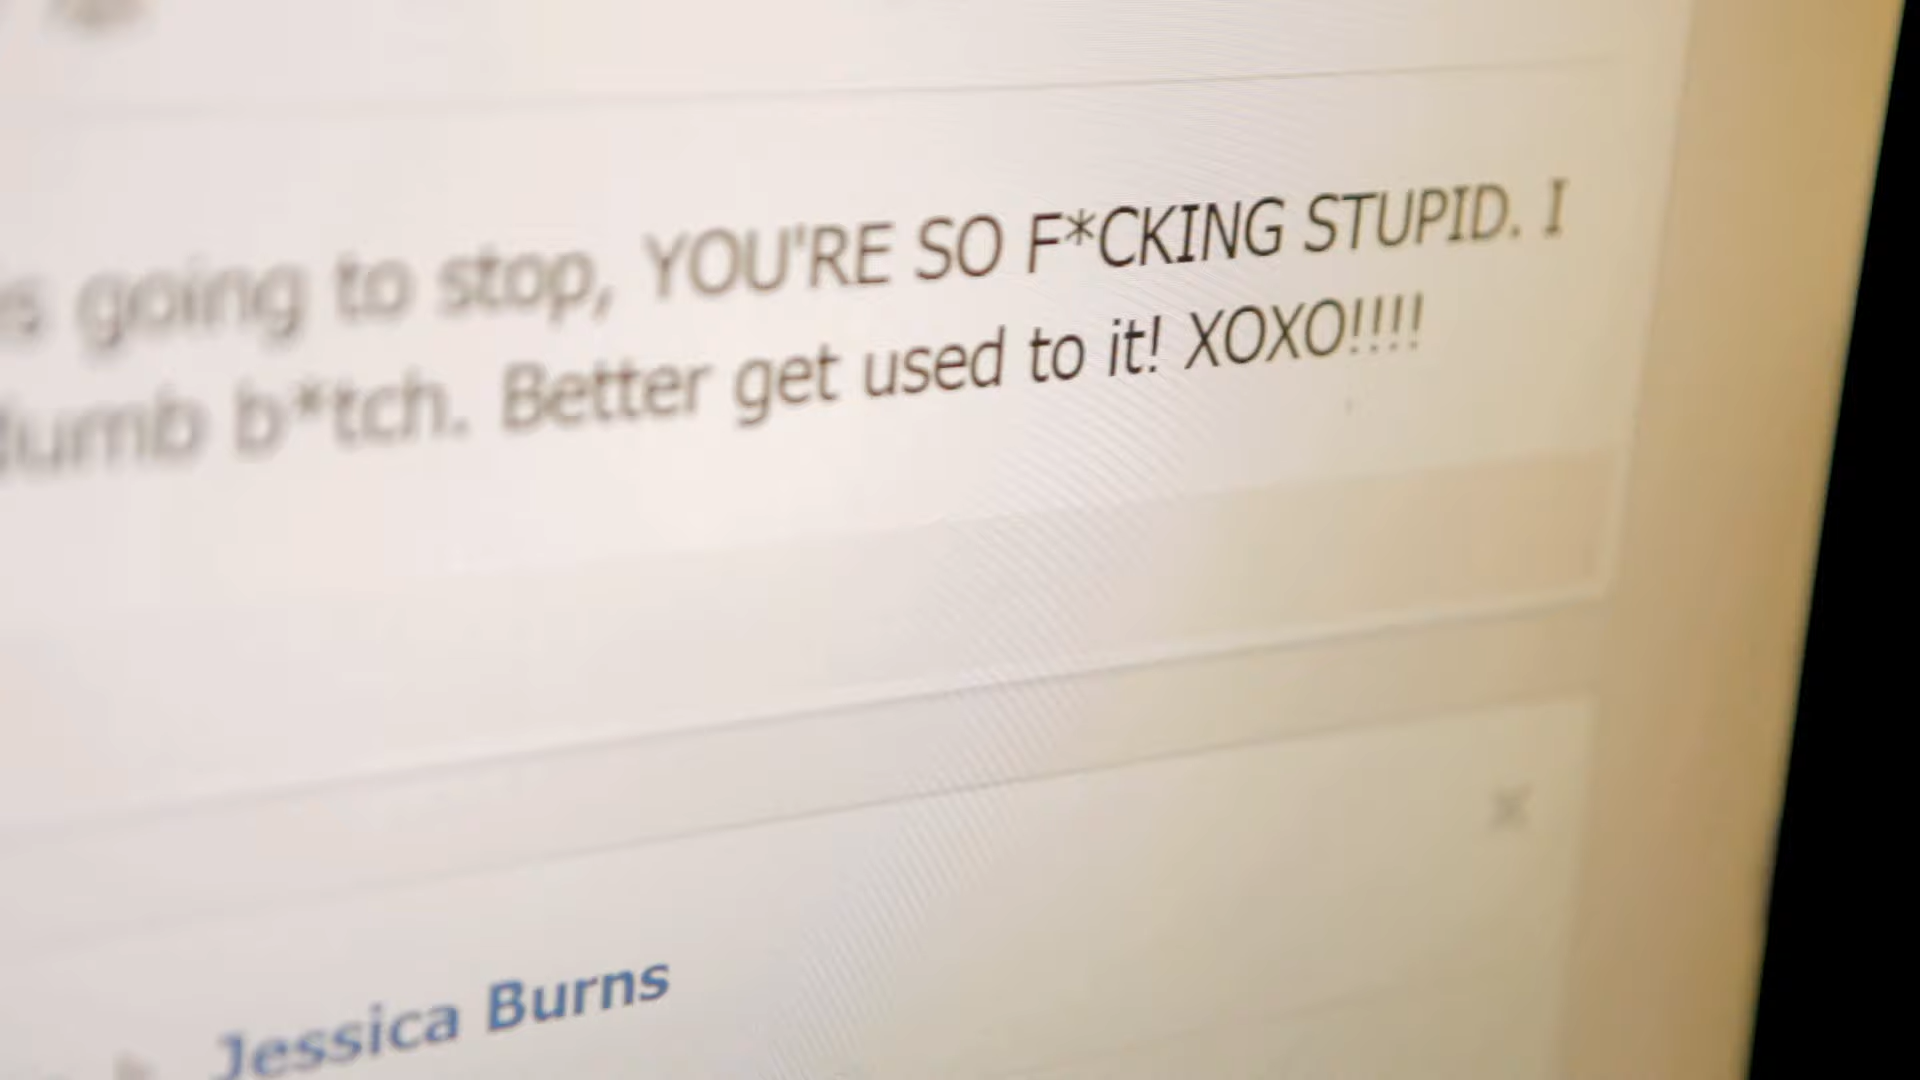 s going to stop, YOU'RE SO F*CKING STUPID. I
dumb b*tch. Better get used to it! XOXO!!!!
Jessica Burns